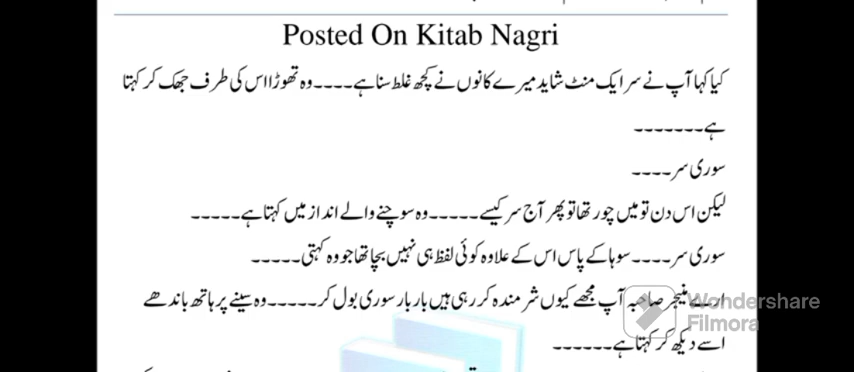 Posted On Kitab Nagri
کیا کہا آپ نے سر ایک منٹ شاید میرے کانوں نے کچھ غلط سنا ہے۔۔۔۔وہ تھوڑا اس کی طرف جھک کر کہتا
ہے۔۔۔۔۔۔۔
سوری سر۔۔۔۔
لیکن اس دن تو میں چور تھا تو پھر آج سر کیسے۔۔۔۔۔وہ سوچنے والے انداز میں کہتا ہے۔۔۔۔۔
سوری سر۔۔۔۔سوہا کے پاس اس کے علاوہ کوئی لفظ ہی نہیں بچا تھا جو وہ کہتی۔۔۔۔۔
ارے منیجر صاحبہ آپ مجھے کیوں شرمندہ کر رہی ہیں بار بار سوری بول کر۔۔۔۔۔وہ سینے پر ہاتھ باندھے
اسے دیکھ کر کہتا ہے۔۔۔۔۔۔
Wondershare
Filmora